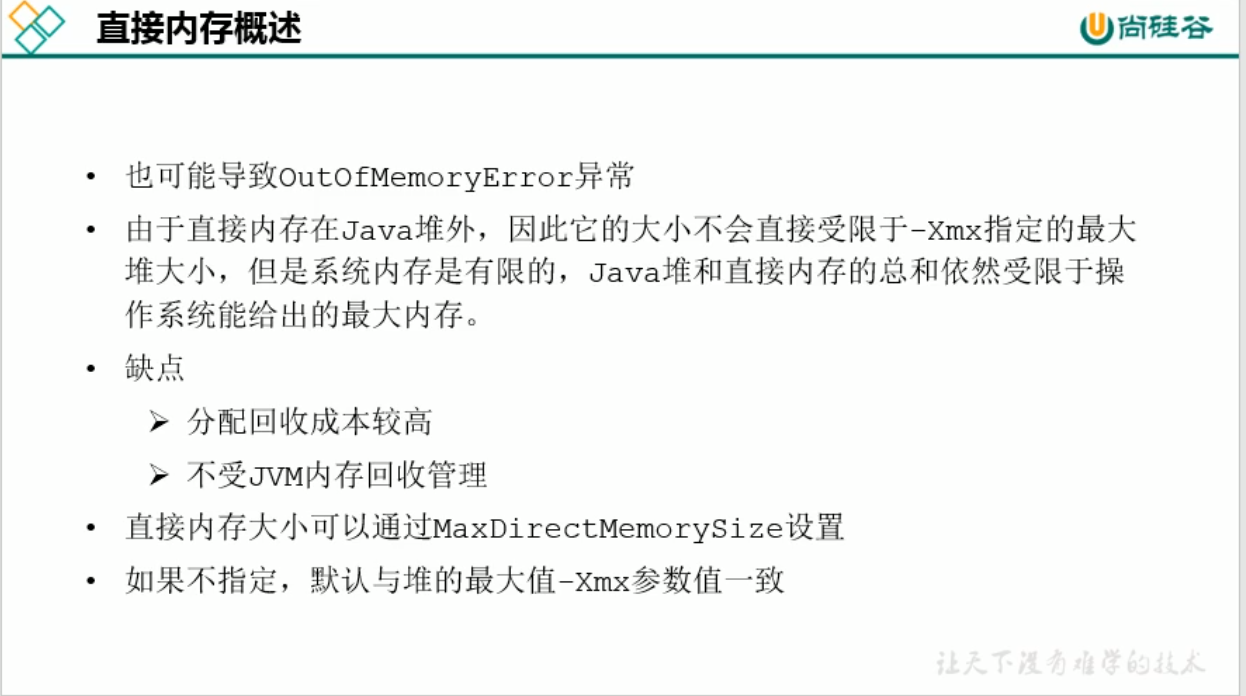 直接内存概述
尚硅谷
• 也可能导致OutOfMemoryError异常
• 由于直接内存在Java堆外，因此它的大小不会直接受限于-Xmx指定的最大
堆大小，但是系统内存是有限的，Java堆和直接内存的总和依然受限于操
作系统能给出的最大内存。
• 缺点
➢ 分配回收成本较高
➢ 不受JVM内存回收管理
• 直接内存大小可以通过MaxDirectMemorySize设置
• 如果不指定，默认与堆的最大值-Xmx参数值一致
让天下没有难学的技术